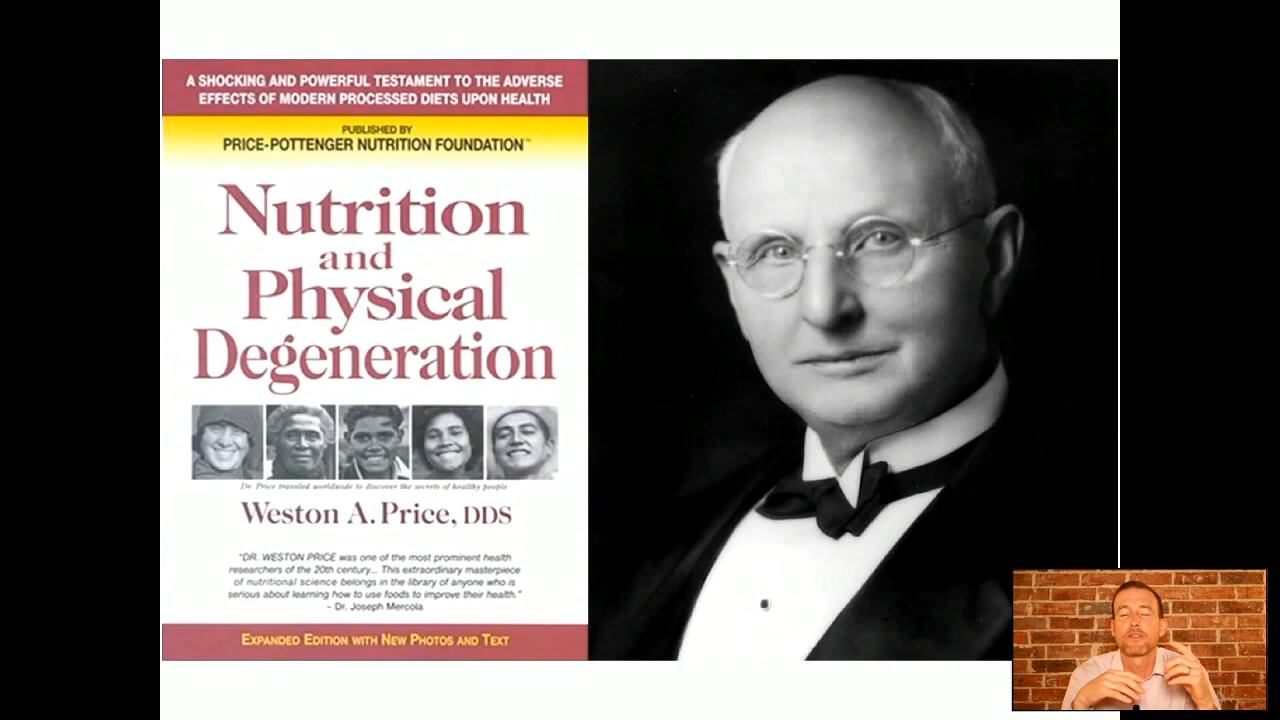 A SHOCKING AND POWERFUL TESTAMENT TO THE ADVERSE
EFFECTS OF MODERN PROCESSED DIETS UPON HEALTH
PUBLISHED BY
PRICE-POTTENGER NUTRITION FOUNDATION™
Nutrition
and
Physical
Degeneration
Dr. Price traveled worldwide to discover the secrets of healthy people
Weston A. Price, DDS
"DR. WESTON PRICE was one of the most prominent health
researchers of the 20th century... This extraordinary masterpiece
of nutritional science belongs in the library of anyone who is
serious about learning how to use foods to improve their health."
– Dr. Joseph Mercola
EXPANDED EDITION WITH NEW PHOTOS AND TEXT